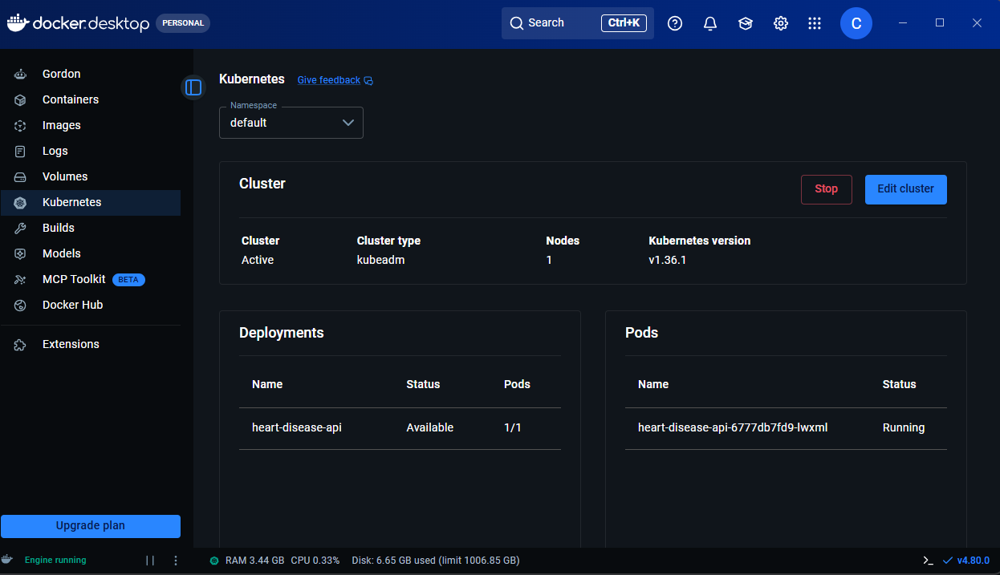 docker.desktop PERSONAL Search Ctrl+K C
Gordon
Containers
Images
Logs
Volumes
Kubernetes
Builds
Models
MCP Toolkit BETA
Docker Hub
Extensions
Upgrade plan
Kubernetes Give feedback
Namespace
default
Cluster Stop Edit cluster
Cluster Cluster type Nodes Kubernetes version
Active kubeadm 1 v1.36.1
Deployments
Name Status Pods
heart-disease-api Available 1/1
Pods
Name Status
heart-disease-api-6777db7fd9-lwxml Running
Engine running RAM 3.44 GB CPU 0.33% Disk: 6.65 GB used (limit 1006.85 GB) v4.80.0